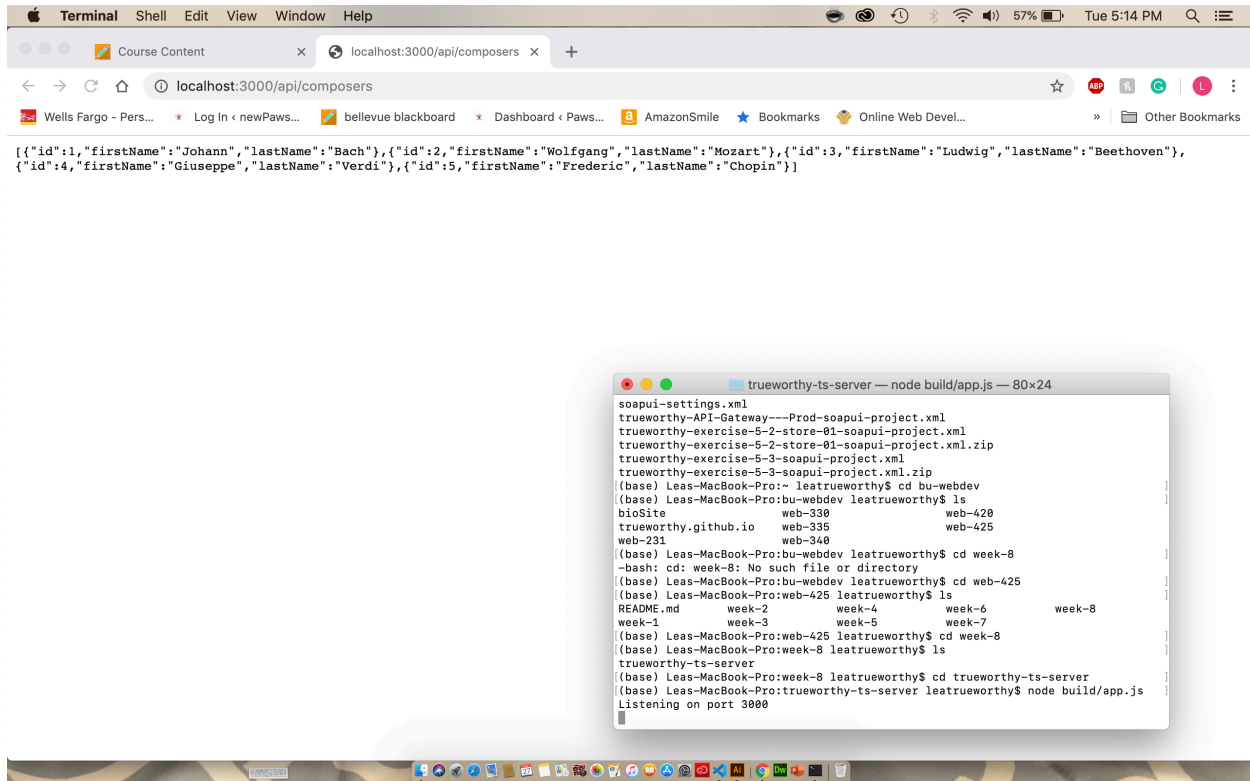 Terminal Shell Edit View Window Help 57% Tue 5:14 PM
Course Content × localhost:3000/api/composers × +
localhost:3000/api/composers ABP L
Wells Fargo - Pers... Log In ‹ newPaws... bellevue blackboard Dashboard ‹ Paws... AmazonSmile Bookmarks Online Web Devel... » Other Bookmarks
[{"id":1,"firstName":"Johann","lastName":"Bach"},{"id":2,"firstName":"Wolfgang","lastName":"Mozart"},{"id":3,"firstName":"Ludwig","lastName":"Beethoven"},
{"id":4,"firstName":"Giuseppe","lastName":"Verdi"},{"id":5,"firstName":"Frederic","lastName":"Chopin"}]
trueworthy-ts-server — node build/app.js — 80×24
soapui-settings.xml
trueworthy-API-Gateway---Prod-soapui-project.xml
trueworthy-exercise-5-2-store-01-soapui-project.xml
trueworthy-exercise-5-2-store-01-soapui-project.xml.zip
trueworthy-exercise-5-3-soapui-project.xml
trueworthy-exercise-5-3-soapui-project.xml.zip
[(base) Leas-MacBook-Pro:~ leatrueworthy$ cd bu-webdev ]
[(base) Leas-MacBook-Pro:bu-webdev leatrueworthy$ ls ]
bioSite web-330 web-420
trueworthy.github.io web-335 web-425
web-231 web-340
[(base) Leas-MacBook-Pro:bu-webdev leatrueworthy$ cd week-8 ]
-bash: cd: week-8: No such file or directory
[(base) Leas-MacBook-Pro:bu-webdev leatrueworthy$ cd web-425 ]
[(base) Leas-MacBook-Pro:web-425 leatrueworthy$ ls ]
README.md week-2 week-4 week-6 week-8
week-1 week-3 week-5 week-7
[(base) Leas-MacBook-Pro:web-425 leatrueworthy$ cd week-8 ]
[(base) Leas-MacBook-Pro:week-8 leatrueworthy$ ls ]
trueworthy-ts-server
[(base) Leas-MacBook-Pro:week-8 leatrueworthy$ cd trueworthy-ts-server ]
[(base) Leas-MacBook-Pro:trueworthy-ts-server leatrueworthy$ node build/app.js ]
Listening on port 3000
Ai Dw